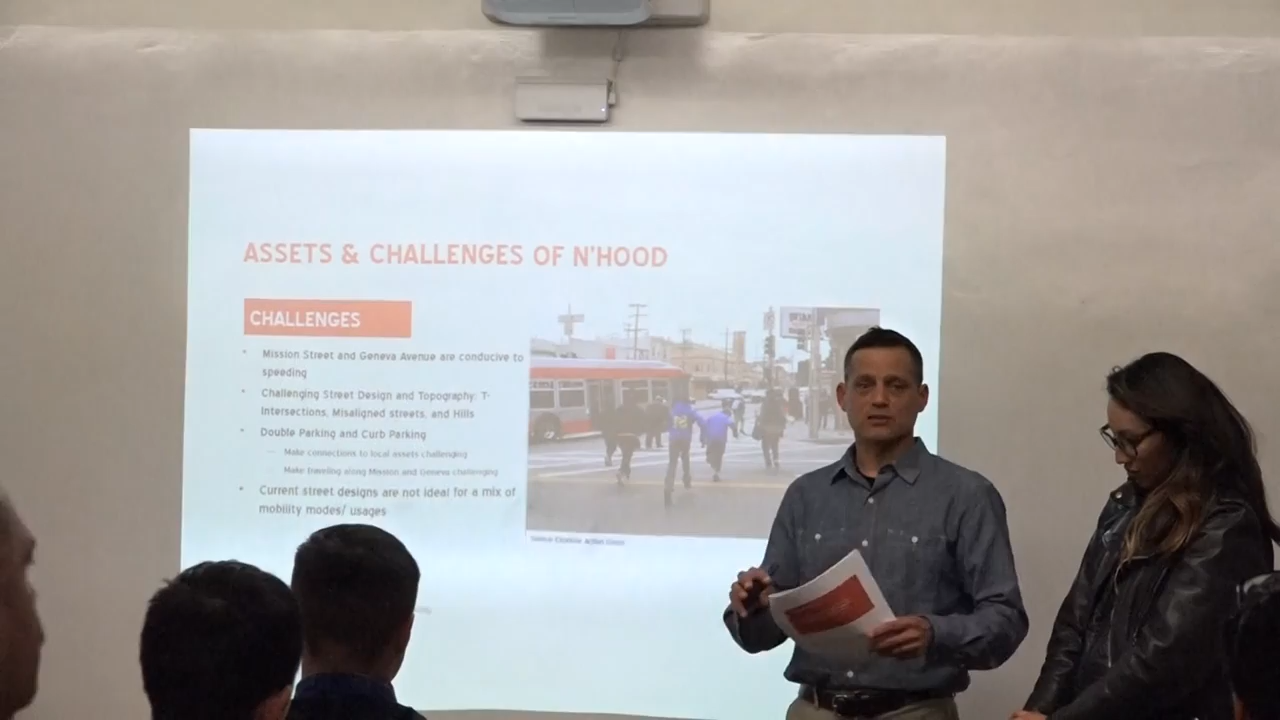 ASSETS & CHALLENGES OF N'HOOD
CHALLENGES
• Mission Street and Geneva Avenue are conducive to
speeding
• Challenging Street Design and Topography: T-
Intersections, Misaligned streets, and Hills
• Double Parking and Curb Parking
— Make connections to local assets challenging
Make traveling along Mission and Geneva challenging
• Current street designs are not ideal for a mix of
mobility modes/ usages